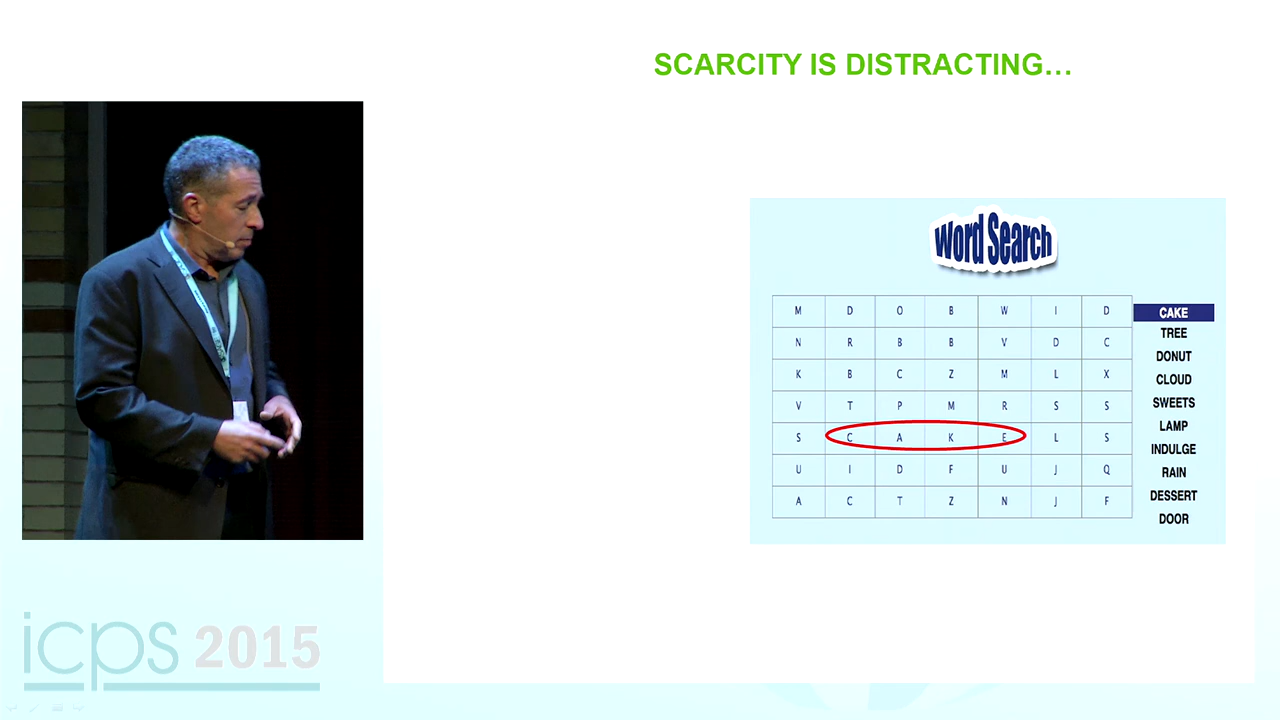 SCARCITY IS DISTRACTING...
Word Search
M D O B W I D
N R B B V D C
K B C Z M L X
V T P M R S S
S C A K E L S
U I D F U J Q
A C T Z N J F
CAKE
TREE
DONUT
CLOUD
SWEETS
LAMP
INDULGE
RAIN
DESSERT
DOOR
icps 2015